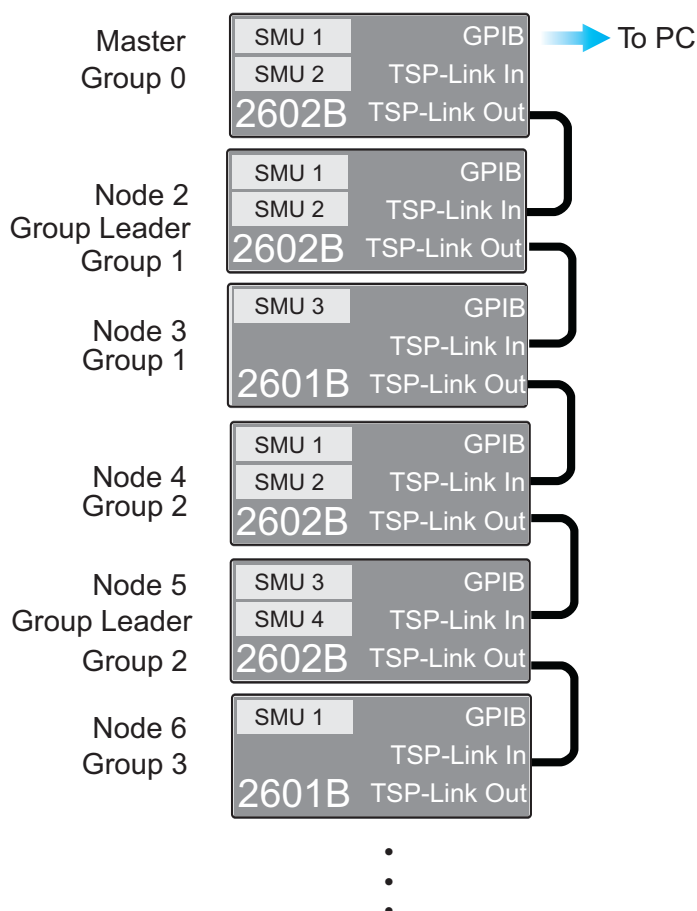 Master
Group 0
SMU 1
GPIB
To PC
SMU 2
TSP-Link In
2602B
TSP-Link Out
Node 2
Group Leader
Group 1
SMU 1
GPIB
SMU 2
TSP-Link In
2602B
TSP-Link Out
Node 3
Group 1
SMU 3
GPIB
TSP-Link In
2601B
TSP-Link Out
Node 4
Group 2
SMU 1
GPIB
SMU 2
TSP-Link In
2602B
TSP-Link Out
Node 5
Group Leader
Group 2
SMU 3
GPIB
SMU 4
TSP-Link In
2602B
TSP-Link Out
Node 6
Group 3
SMU 1
GPIB
TSP-Link In
2601B
TSP-Link Out